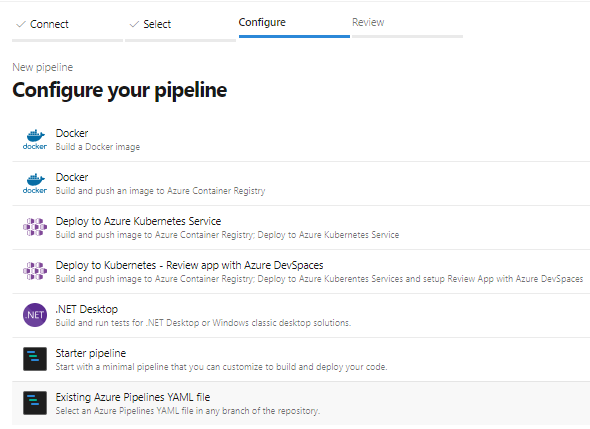 Connect
Select
Configure
Review
New pipeline
Configure your pipeline
docker
Docker
Build a Docker image
docker
Docker
Build and push an image to Azure Container Registry
Deploy to Azure Kubernetes Service
Build and push image to Azure Container Registry; Deploy to Azure Kubernetes Service
Deploy to Kubernetes - Review app with Azure DevSpaces
Build and push image to Azure Container Registry; Deploy to Azure Kuberentes Services and setup Review App with Azure DevSpaces
.NET
.NET Desktop
Build and run tests for .NET Desktop or Windows classic desktop solutions.
Starter pipeline
Start with a minimal pipeline that you can customize to build and deploy your code.
Existing Azure Pipelines YAML file
Select an Azure Pipelines YAML file in any branch of the repository.